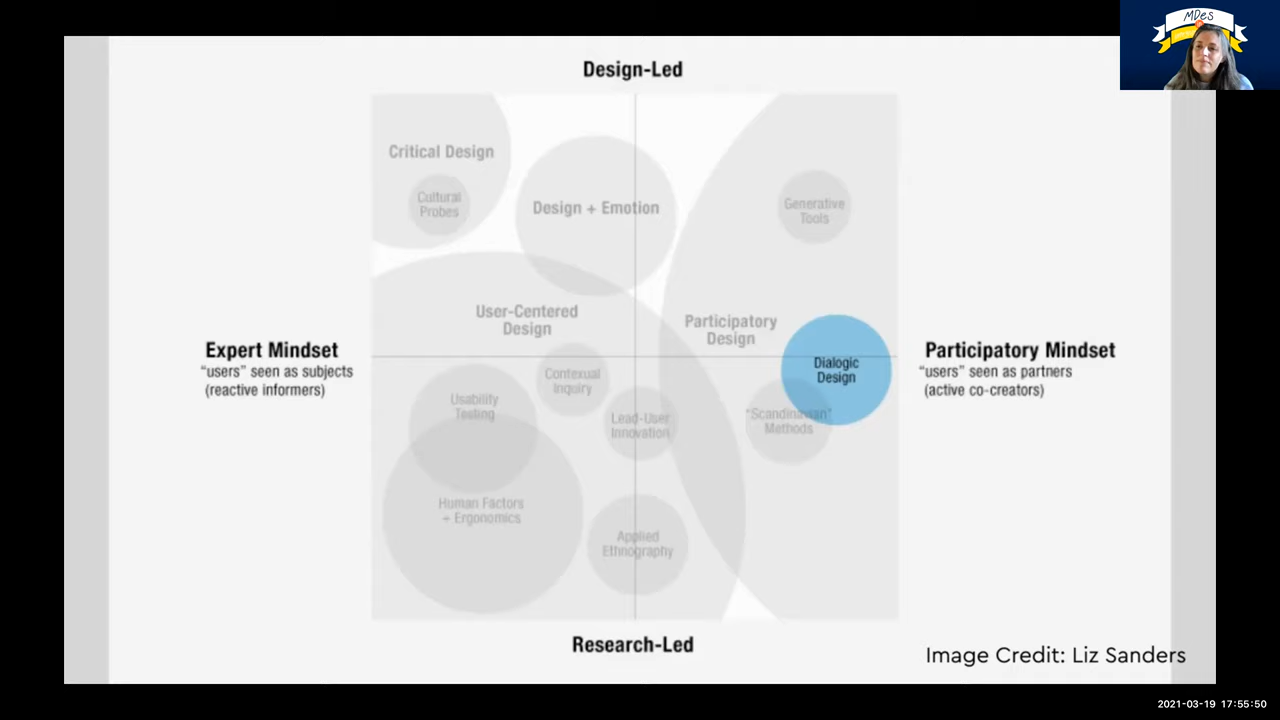 MDes
Design-Led
Critical Design
Cultural
Probes
Design + Emotion
Generative
Tools
User-Centered
Design
Participatory
Design
Expert Mindset
“users” seen as subjects
(reactive informers)
Dialogic
Design
Participatory Mindset
“users” seen as partners
(active co-creators)
Contexual
Inquiry
Usability
Testing
Lead-User
Innovation
“Scandinavian”
Methods
Human Factors
+ Ergonomics
Applied
Ethnography
Research-Led
Image Credit: Liz Sanders
2021-03-19 17:55:50